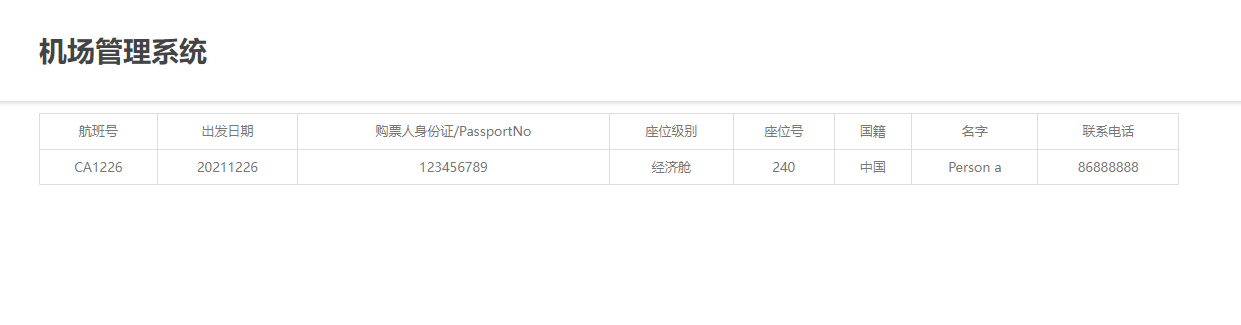 机场管理系统
航班号 出发日期 购票人身份证/PassportNo 座位级别 座位号 国籍 名字 联系电话
CA1226 20211226 123456789 经济舱 240 中国 Person a 86888888